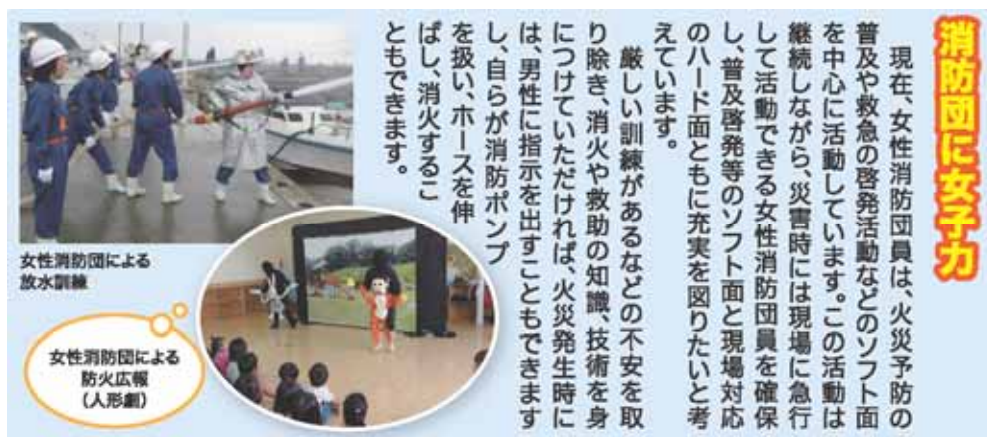 消防団に女子力
現在、女性消防団員は、火災予防の
普及や救急の啓発活動などのソフト面
を中心に活動しています。この活動は
継続しながら、災害時には現場に急行
して活動できる女性消防団員を確保
し、普及啓発等のソフト面と現場対応
のハード面ともに充実を図りたいと考
えています。
厳しい訓練があるなどの不安を取
り除き、消火や救助の知識、技術を身
につけていただければ、火災発生時に
は、男性に指示を出すこともできます
し、自らが消防ポンプ
を扱い、ホースを伸
ばし、消火するこ
ともできます。
女性消防団による
放水訓練
女性消防団による
防火広報
（人形劇）